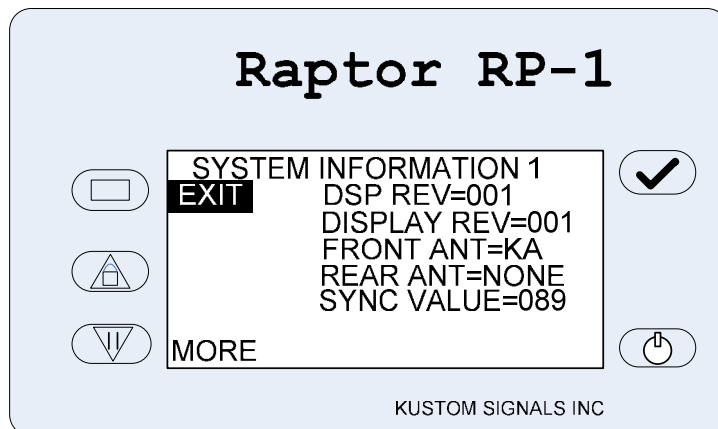 Raptor RP-1
SYSTEM INFORMATION 1
EXIT DSP REV=001
DISPLAY REV=001
FRONT ANT=KA
REAR ANT=NONE
SYNC VALUE=089
MORE
KUSTOM SIGNALS INC